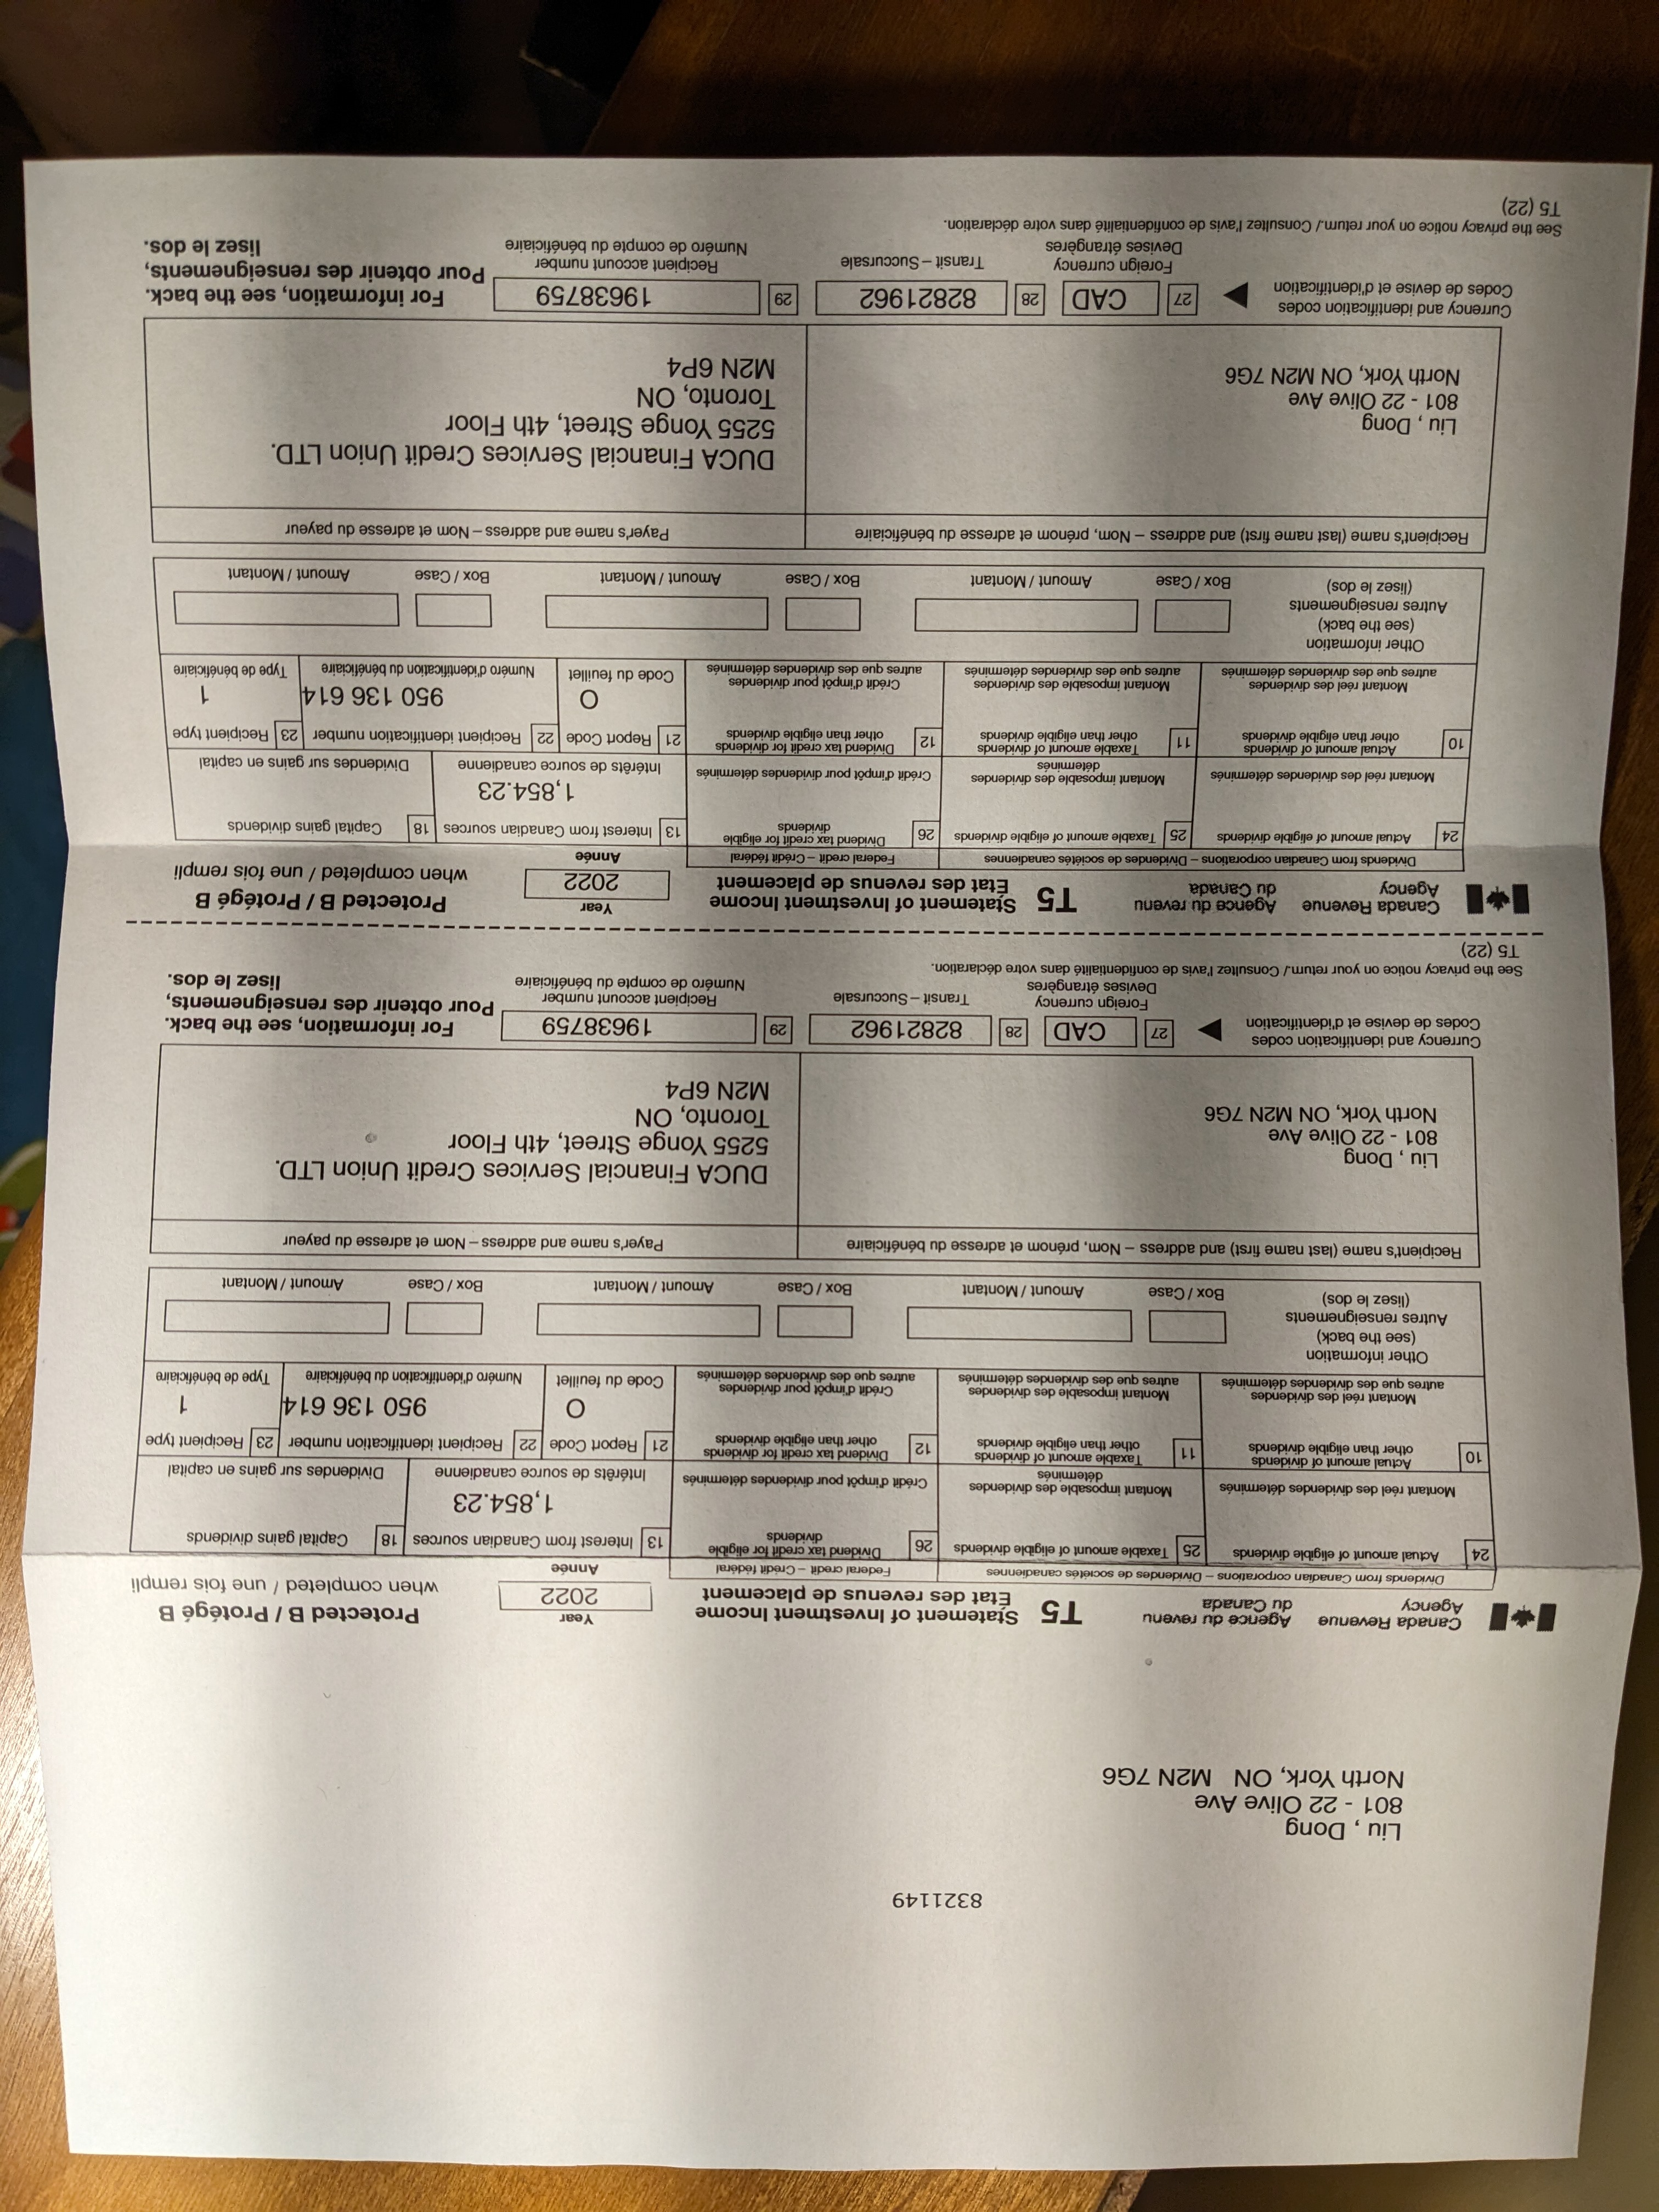 8321149
Liu , Dong
801 - 22 Olive Ave
North York, ON M2N 7G6
Canada Revenue Agency
Agence du revenu du Canada
T5
Statement of Investment Income
État des revenus de placement
Year
2022
Année
Protected B / Protégé B
when completed / une fois rempli
Dividends from Canadian corporations – Dividendes de sociétés canadiennes
Federal credit – Crédit fédéral
24 Actual amount of eligible dividends
Montant réel des dividendes déterminés
25 Taxable amount of eligible dividends
Montant imposable des dividendes déterminés
26 Dividend tax credit for eligible dividends
Crédit d'impôt pour dividendes déterminés
13 Interest from Canadian sources
1,854.23
Intérêts de source canadienne
18 Capital gains dividends
Dividendes sur gains en capital
10 Actual amount of dividends other than eligible dividends
Montant réel des dividendes autres que des dividendes déterminés
11 Taxable amount of dividends other than eligible dividends
Montant imposable des dividendes autres que des dividendes déterminés
12 Dividend tax credit for dividends other than eligible dividends
Crédit d'impôt pour dividendes autres que des dividendes déterminés
21 Report Code
O
Code du feuillet
22 Recipient identification number
950 136 614
Numéro d'identification du bénéficiaire
23 Recipient type
1
Type de bénéficiaire
Other information
(see the back)
Autres renseignements
(lisez le dos)
Box / Case Amount / Montant Box / Case Amount / Montant Box / Case Amount / Montant
Recipient's name (last name first) and address – Nom, prénom et adresse du bénéficiaire
Liu , Dong
801 - 22 Olive Ave
North York, ON M2N 7G6
Payer's name and address – Nom et adresse du payeur
DUCA Financial Services Credit Union LTD.
5255 Yonge Street, 4th Floor
Toronto, ON
M2N 6P4
Currency and identification codes
Codes de devise et d'identification
27 CAD
Foreign currency
Devises étrangères
28 82821962
Transit – Succursale
29 19638759
Recipient account number
Numéro de compte du bénéficiaire
For information, see the back.
Pour obtenir des renseignements,
lisez le dos.
See the privacy notice on your return./ Consultez l'avis de confidentialité dans votre déclaration.
T5 (22)
Canada Revenue Agency
Agence du revenu du Canada
T5
Statement of Investment Income
État des revenus de placement
Year
2022
Année
Protected B / Protégé B
when completed / une fois rempli
Dividends from Canadian corporations – Dividendes de sociétés canadiennes
Federal credit – Crédit fédéral
24 Actual amount of eligible dividends
Montant réel des dividendes déterminés
25 Taxable amount of eligible dividends
Montant imposable des dividendes déterminés
26 Dividend tax credit for eligible dividends
Crédit d'impôt pour dividendes déterminés
13 Interest from Canadian sources
1,854.23
Intérêts de source canadienne
18 Capital gains dividends
Dividendes sur gains en capital
10 Actual amount of dividends other than eligible dividends
Montant réel des dividendes autres que des dividendes déterminés
11 Taxable amount of dividends other than eligible dividends
Montant imposable des dividendes autres que des dividendes déterminés
12 Dividend tax credit for dividends other than eligible dividends
Crédit d'impôt pour dividendes autres que des dividendes déterminés
21 Report Code
O
Code du feuillet
22 Recipient identification number
950 136 614
Numéro d'identification du bénéficiaire
23 Recipient type
1
Type de bénéficiaire
Other information
(see the back)
Autres renseignements
(lisez le dos)
Box / Case Amount / Montant Box / Case Amount / Montant Box / Case Amount / Montant
Recipient's name (last name first) and address – Nom, prénom et adresse du bénéficiaire
Liu , Dong
801 - 22 Olive Ave
North York, ON M2N 7G6
Payer's name and address – Nom et adresse du payeur
DUCA Financial Services Credit Union LTD.
5255 Yonge Street, 4th Floor
Toronto, ON
M2N 6P4
Currency and identification codes
Codes de devise et d'identification
27 CAD
Foreign currency
Devises étrangères
28 82821962
Transit – Succursale
29 19638759
Recipient account number
Numéro de compte du bénéficiaire
For information, see the back.
Pour obtenir des renseignements,
lisez le dos.
See the privacy notice on your return./ Consultez l'avis de confidentialité dans votre déclaration.
T5 (22)